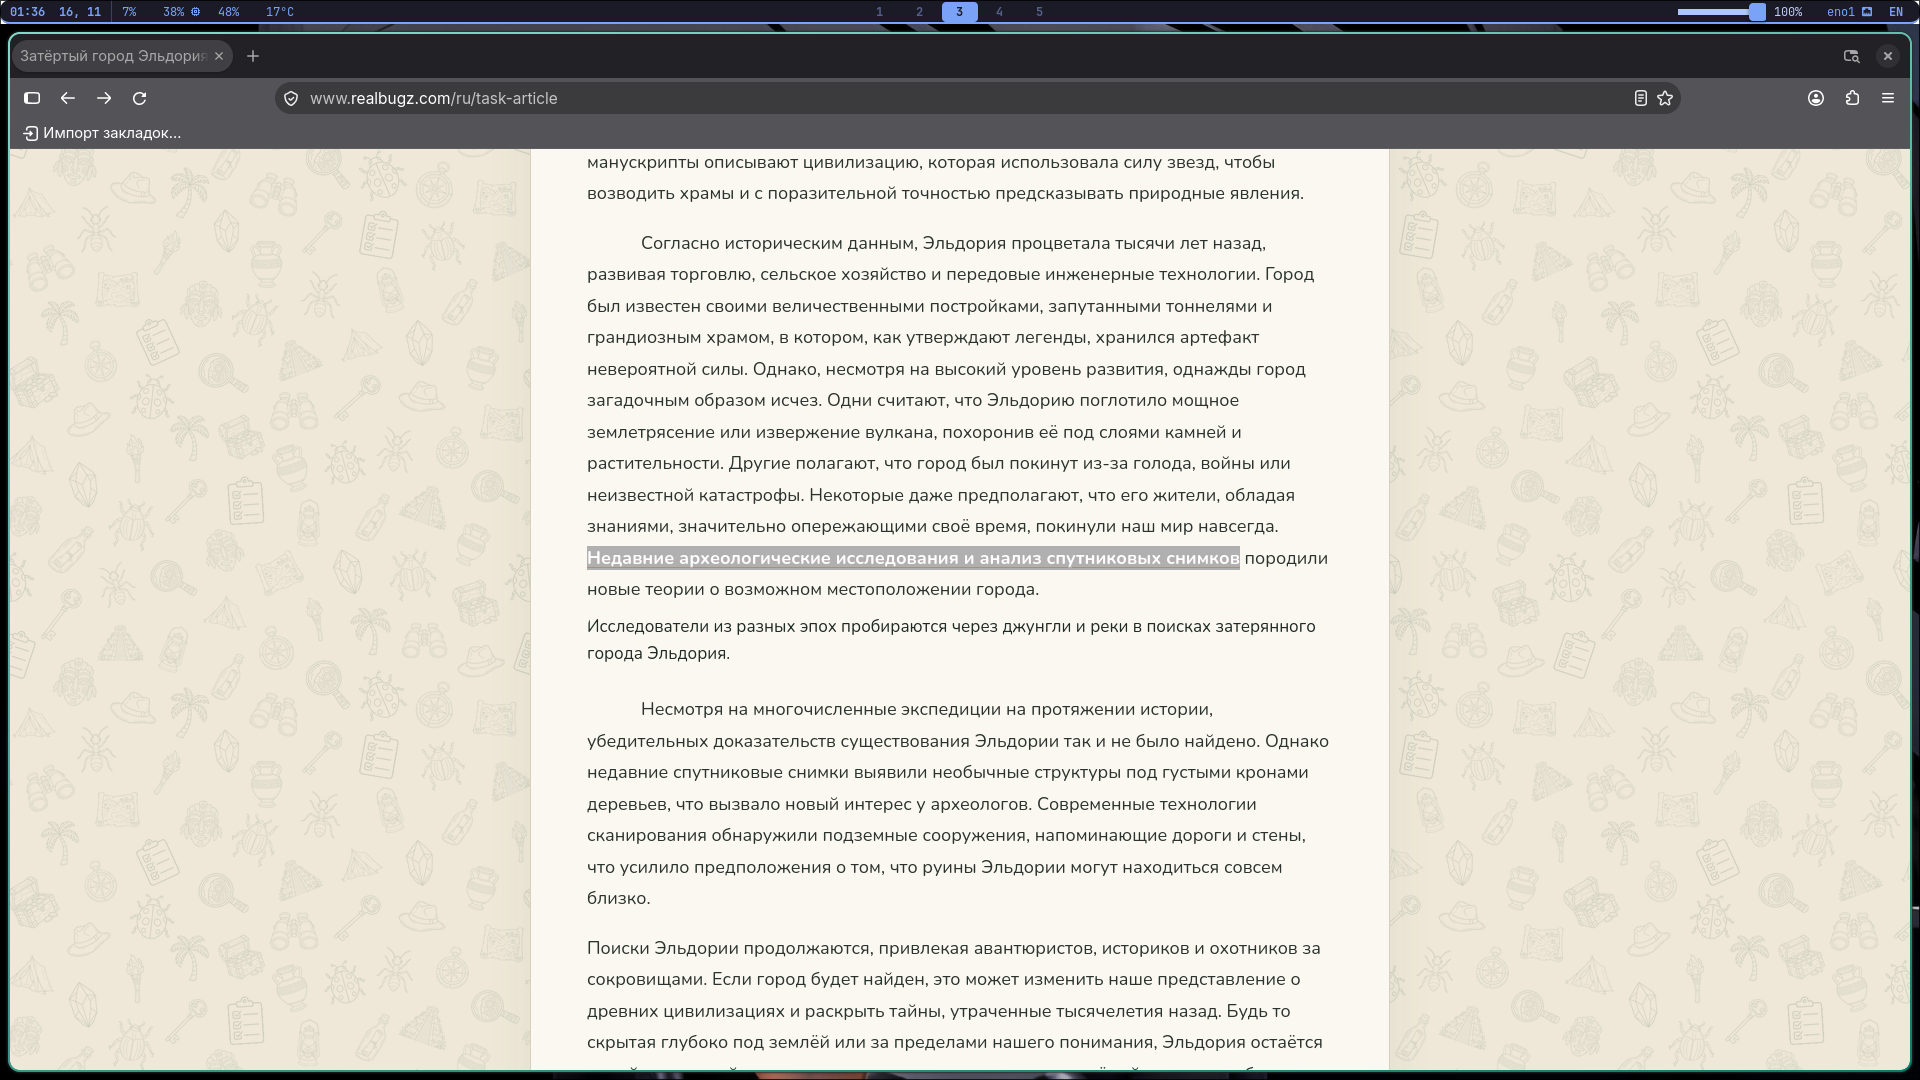 01:36 16, 11 7% 38% 48% 17°C 1 2 3 4 5 100% eno1 EN
Затёртый город Эльдория
www.realbugz.com/ru/task-article
Импорт закладок...
манускрипты описывают цивилизацию, которая использовала силу звезд, чтобы
возводить храмы и с поразительной точностью предсказывать природные явления.
Согласно историческим данным, Эльдория процветала тысячи лет назад,
развивая торговлю, сельское хозяйство и передовые инженерные технологии. Город
был известен своими величественными постройками, запутанными тоннелями и
грандиозным храмом, в котором, как утверждают легенды, хранился артефакт
невероятной силы. Однако, несмотря на высокий уровень развития, однажды город
загадочным образом исчез. Одни считают, что Эльдорию поглотило мощное
землетрясение или извержение вулкана, похоронив её под слоями камней и
растительности. Другие полагают, что город был покинут из-за голода, войны или
неизвестной катастрофы. Некоторые даже предполагают, что его жители, обладая
знаниями, значительно опережающими своё время, покинули наш мир навсегда.
Недавние археологические исследования и анализ спутниковых снимков породили
новые теории о возможном местоположении города.
Исследователи из разных эпох пробираются через джунгли и реки в поисках затерянного
города Эльдория.
Несмотря на многочисленные экспедиции на протяжении истории,
убедительных доказательств существования Эльдории так и не было найдено. Однако
недавние спутниковые снимки выявили необычные структуры под густыми кронами
деревьев, что вызвало новый интерес у археологов. Современные технологии
сканирования обнаружили подземные сооружения, напоминающие дороги и стены,
что усилило предположения о том, что руины Эльдории могут находиться совсем
близко.
Поиски Эльдории продолжаются, привлекая авантюристов, историков и охотников за
сокровищами. Если город будет найден, это может изменить наше представление о
древних цивилизациях и раскрыть тайны, утраченные тысячелетия назад. Будь то
скрытая глубоко под землёй или за пределами нашего понимания, Эльдория остаётся